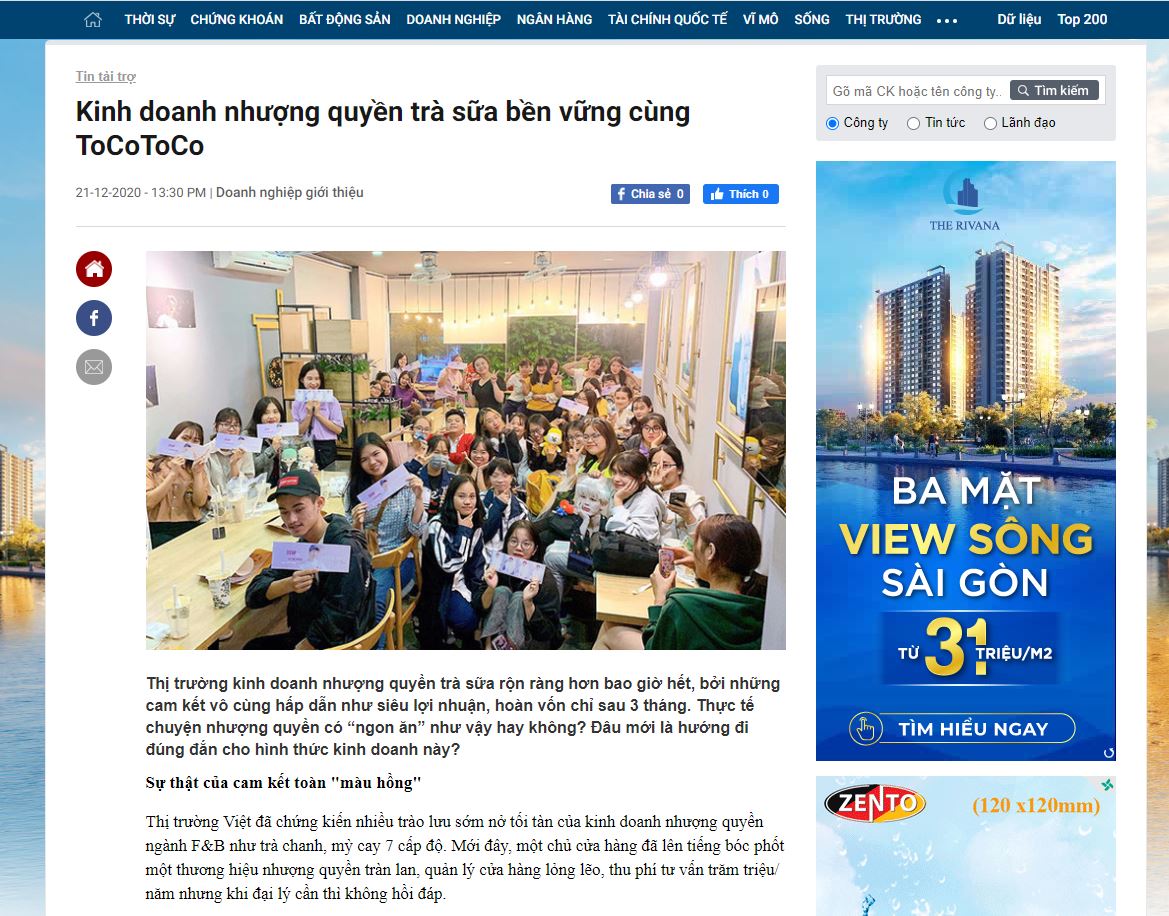 THỜI SỰ CHỨNG KHOÁN BẤT ĐỘNG SẢN DOANH NGHIỆP NGÂN HÀNG TÀI CHÍNH QUỐC TẾ VĨ MÔ SỐNG THỊ TRƯỜNG ••• Dữ liệu Top 200
Tin tài trợ
Kinh doanh nhượng quyền trà sữa bền vững cùng
ToCoToCo
21-12-2020 - 13:30 PM | Doanh nghiệp giới thiệu
Chia sẻ 0 Thích 0
Thị trường kinh doanh nhượng quyền trà sữa rộn ràng hơn bao giờ hết, bởi những
cam kết vô cùng hấp dẫn như siêu lợi nhuận, hoàn vốn chỉ sau 3 tháng. Thực tế
chuyện nhượng quyền có “ngon ăn” như vậy hay không? Đâu mới là hướng đi
đúng đắn cho hình thức kinh doanh này?
Sự thật của cam kết toàn "màu hồng"
Thị trường Việt đã chứng kiến nhiều trào lưu sớm nở tối tàn của kinh doanh nhượng quyền
ngành F&B như trà chanh, mỳ cay 7 cấp độ. Mới đây, một chủ cửa hàng đã lên tiếng bóc phốt
một thương hiệu nhượng quyền tràn lan, quản lý cửa hàng lỏng lẽo, thu phí tư vấn trăm triệu/
năm nhưng khi đại lý cần thì không hồi đáp.
Gõ mã CK hoặc tên công ty.. Tìm kiếm
Công ty Tin tức Lãnh đạo
THE RIVANA
BA MẶT
VIEW SÔNG
SÀI GÒN
TỪ 31 TRIỆU/M2
TÌM HIỂU NGAY
ZENTO (120 x120mm)